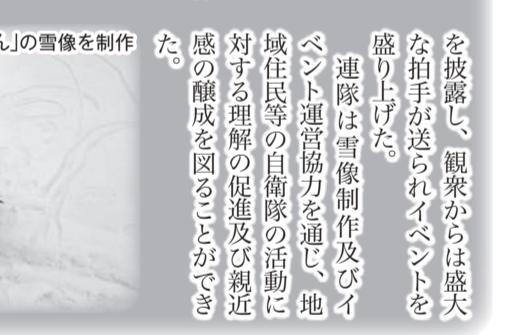 を披露し、観衆からは盛大
な拍手が送られイベントを
盛り上げた。
連隊は雪像制作及びイ
ベント運営協力を通じ、地
域住民等の自衛隊の活動に
対する理解の促進及び親近
感の醸成を図ることができ
た。
ん」の雪像を制作